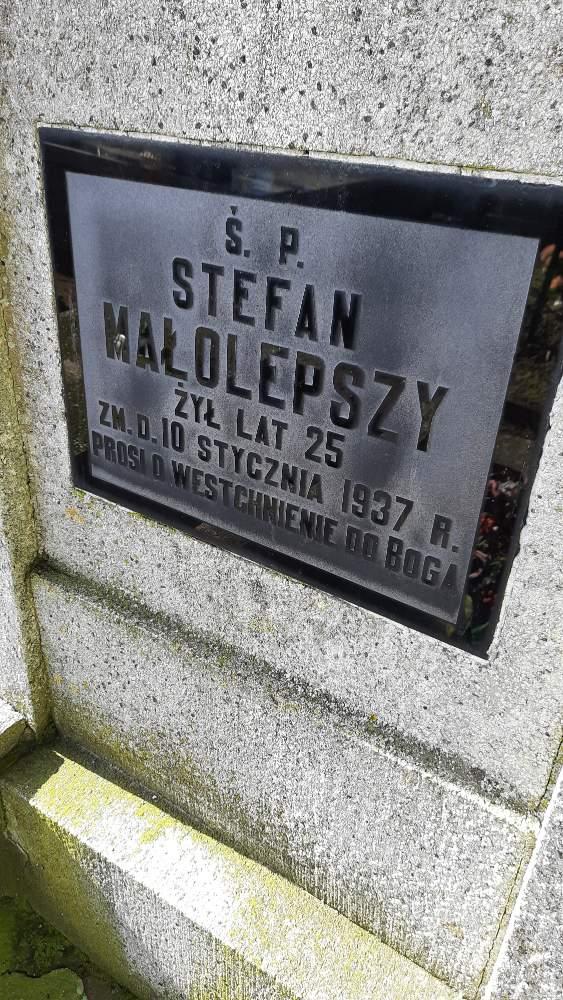 Ś. P.
STEFAN
MAŁOLEPSZY
ŻYŁ LAT 25
ZM. D. 10 STYCZNIA 1937 R.
PROSI O WESTCHNIENIE DO BOGA